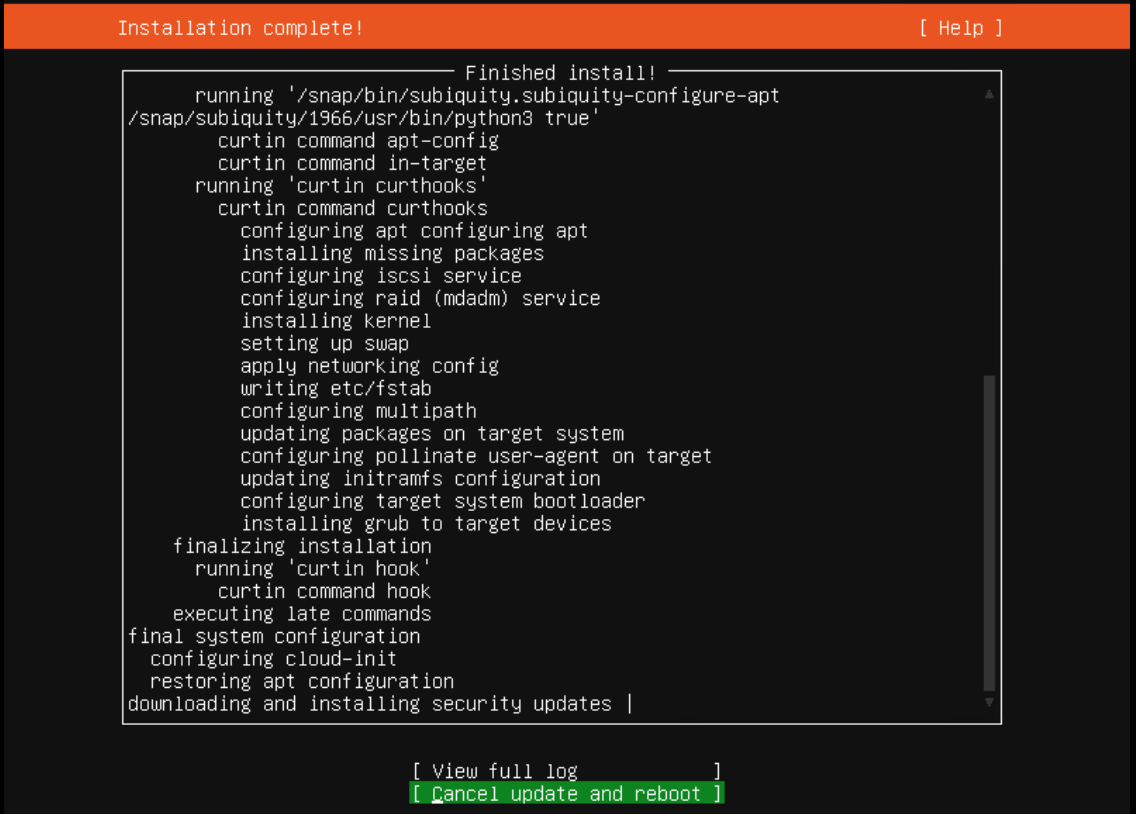 Installation complete! [ Help ]
Finished install!
running '/snap/bin/subiquity.subiquity-configure-apt
/snap/subiquity/1966/usr/bin/python3 true'
curtin command apt-config
curtin command in-target
running 'curtin curthooks'
curtin command curthooks
configuring apt configuring apt
installing missing packages
configuring iscsi service
configuring raid (mdadm) service
installing kernel
setting up swap
apply networking config
writing etc/fstab
configuring multipath
updating packages on target system
configuring pollinate user-agent on target
updating initramfs configuration
configuring target system bootloader
installing grub to target devices
finalizing installation
running 'curtin hook'
curtin command hook
executing late commands
final system configuration
configuring cloud-init
restoring apt configuration
downloading and installing security updates |
[ View full log ]
[ Cancel update and reboot ]